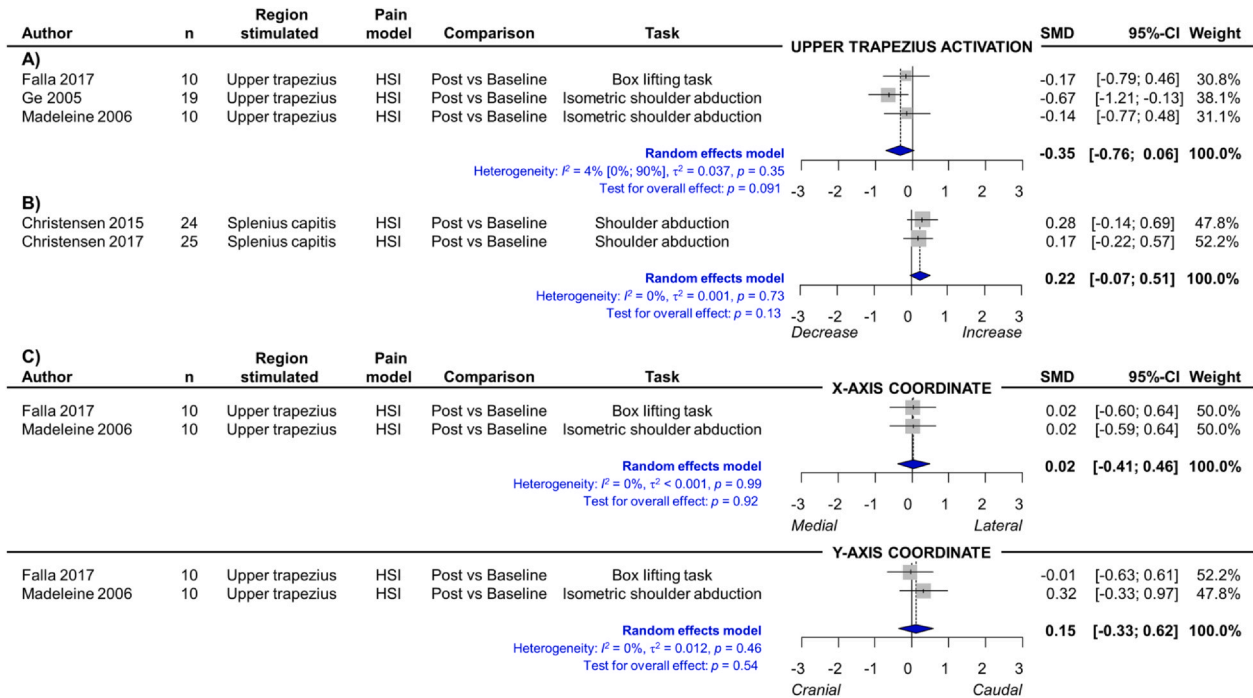 Author n Region stimulated Pain model Comparison Task SMD 95%-CI Weight
UPPER TRAPEZIUS ACTIVATION
A)
Falla 2017 10 Upper trapezius HSI Post vs Baseline Box lifting task -0.17 [-0.79; 0.46] 30.8%
Ge 2005 19 Upper trapezius HSI Post vs Baseline Isometric shoulder abduction -0.67 [-1.21; -0.13] 38.1%
Madeleine 2006 10 Upper trapezius HSI Post vs Baseline Isometric shoulder abduction -0.14 [-0.77; 0.48] 31.1%
Random effects model -0.35 [-0.76; 0.06] 100.0%
Heterogeneity: I² = 4% [0%; 90%], τ² = 0.037, p = 0.35
Test for overall effect: p = 0.091
-3 -2 -1 0 1 2 3
B)
Christensen 2015 24 Splenius capitis HSI Post vs Baseline Shoulder abduction 0.28 [-0.14; 0.69] 47.8%
Christensen 2017 25 Splenius capitis HSI Post vs Baseline Shoulder abduction 0.17 [-0.22; 0.57] 52.2%
Random effects model 0.22 [-0.07; 0.51] 100.0%
Heterogeneity: I² = 0%, τ² = 0.001, p = 0.73
Test for overall effect: p = 0.13
-3 -2 -1 0 1 2 3
Decrease Increase
C)
Author n Region stimulated Pain model Comparison Task SMD 95%-CI Weight
X-AXIS COORDINATE
Falla 2017 10 Upper trapezius HSI Post vs Baseline Box lifting task 0.02 [-0.60; 0.64] 50.0%
Madeleine 2006 10 Upper trapezius HSI Post vs Baseline Isometric shoulder abduction 0.02 [-0.59; 0.64] 50.0%
Random effects model 0.02 [-0.41; 0.46] 100.0%
Heterogeneity: I² = 0%, τ² < 0.001, p = 0.99
Test for overall effect: p = 0.92
-3 -2 -1 0 1 2 3
Medial Lateral
Y-AXIS COORDINATE
Falla 2017 10 Upper trapezius HSI Post vs Baseline Box lifting task -0.01 [-0.63; 0.61] 52.2%
Madeleine 2006 10 Upper trapezius HSI Post vs Baseline Isometric shoulder abduction 0.32 [-0.33; 0.97] 47.8%
Random effects model 0.15 [-0.33; 0.62] 100.0%
Heterogeneity: I² = 0%, τ² = 0.012, p = 0.46
Test for overall effect: p = 0.54
-3 -2 -1 0 1 2 3
Cranial Caudal